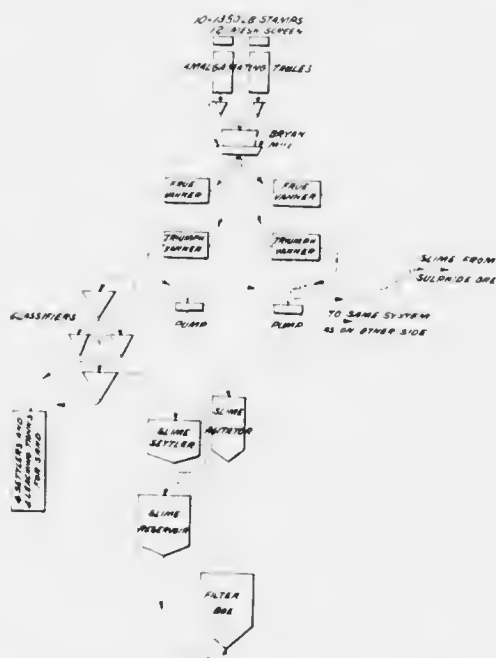 10-1350 LB STAMPS
12 MESH SCREEN
AMALGAMATING TABLES
BRYAN
MILL
FRUE
VANNER
FRUE
VANNER
TRIUMPH
VANNER
TRIUMPH
VANNER
SLIME FROM
SULPHIDE ORE
CLASSIFIERS
PUMP
PUMP
TO SAME SYSTEM
AS ON OTHER SIDE
SLIME
AGITATOR
SLIME
SETTLER
4 SETTLERS AND
4 LEACHING TANKS
FOR SAND
SLIME
RESERVOIR
FILTER
BOX